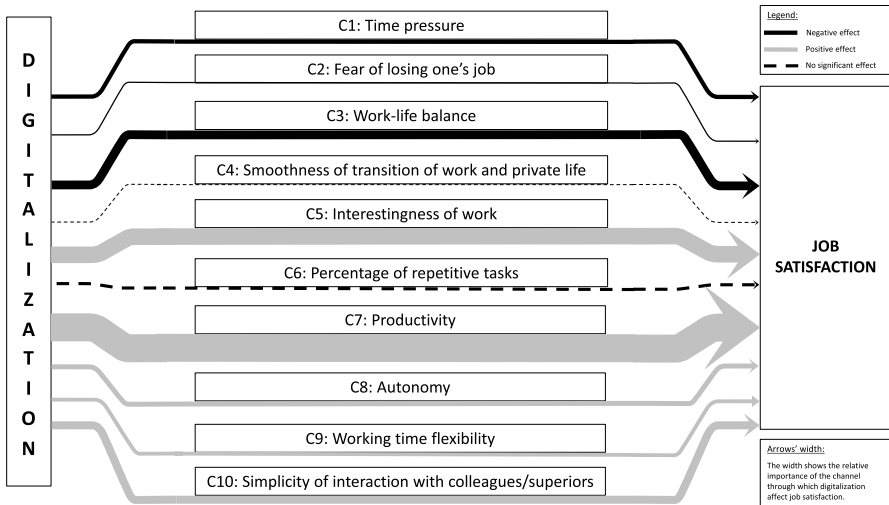 DIGITALIZATION
C1: Time pressure
C2: Fear of losing one's job
C3: Work-life balance
C4: Smoothness of transition of work and private life
C5: Interestingness of work
C6: Percentage of repetitive tasks
C7: Productivity
C8: Autonomy
C9: Working time flexibility
C10: Simplicity of interaction with colleagues/superiors
Legend:
Negative effect
Positive effect
No significant effect
JOB
SATISFACTION
Arrows' width:
The width shows the relative
importance of the channel
through which digitalization
affect job satisfaction.